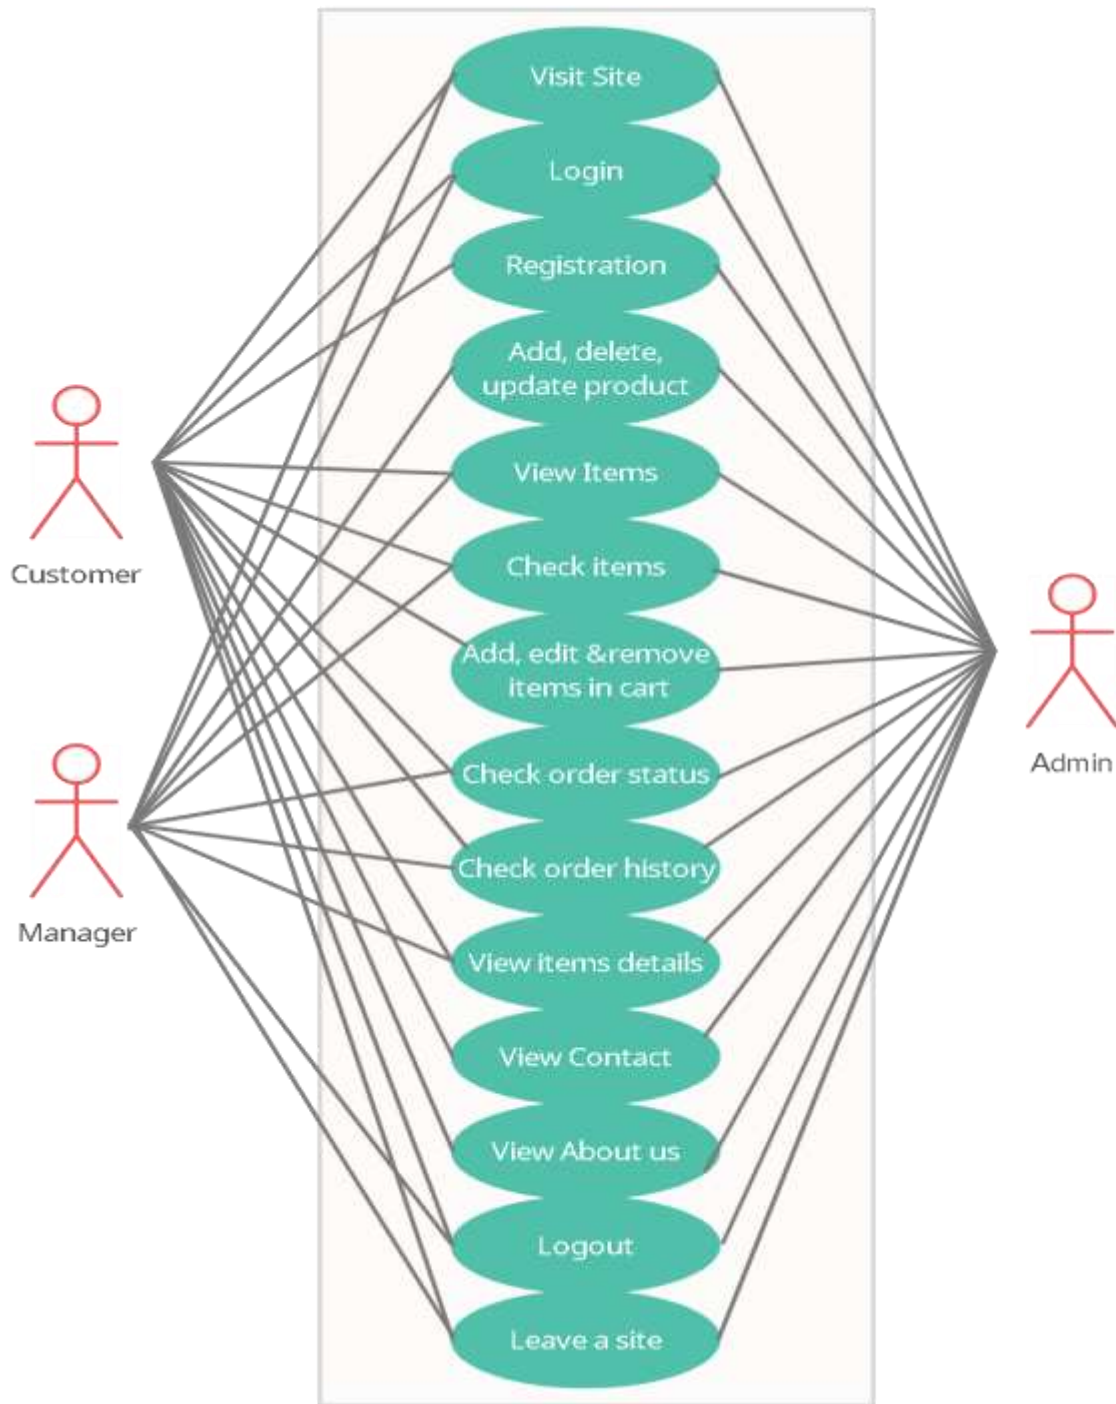 Visit Site
Login
Registration
Add, delete,
update product
View Items
Check items
Add, edit &remove
items in cart
Check order status
Check order history
View items details
View Contact
View About us
Logout
Leave a site
Customer
Manager
Admin